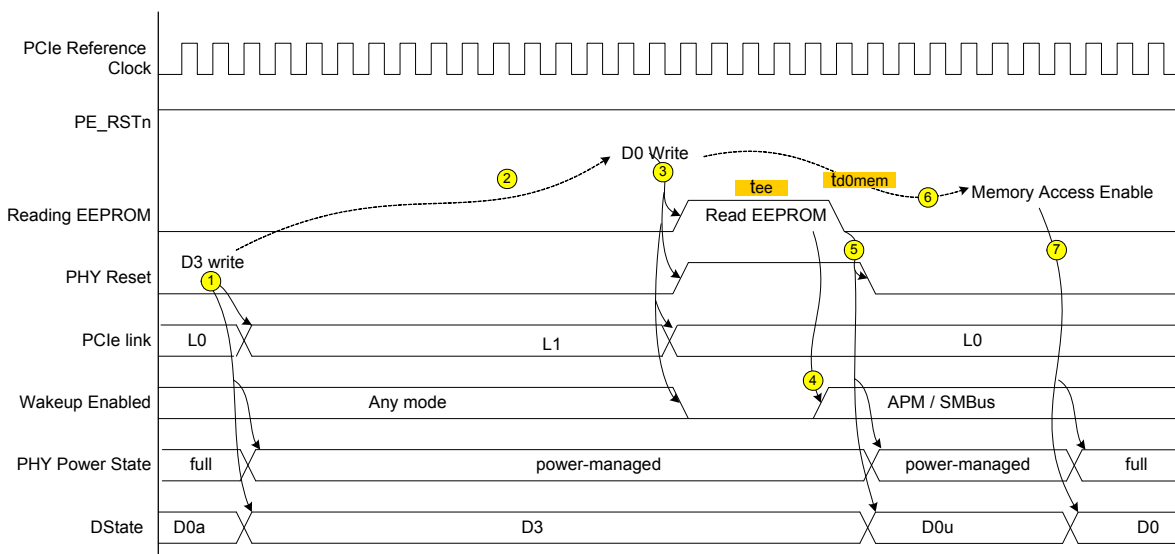 PCIe Reference
Clock
PE_RSTn
D0 Write
2
3
tee
td0mem
6
Memory Access Enable
Reading EEPROM
Read EEPROM
D3 write
5
7
PHY Reset
1
PCIe link
L0
L1
L0
4
Wakeup Enabled
Any mode
APM / SMBus
PHY Power State
full
power-managed
power-managed
full
DState
D0a
D3
D0u
D0